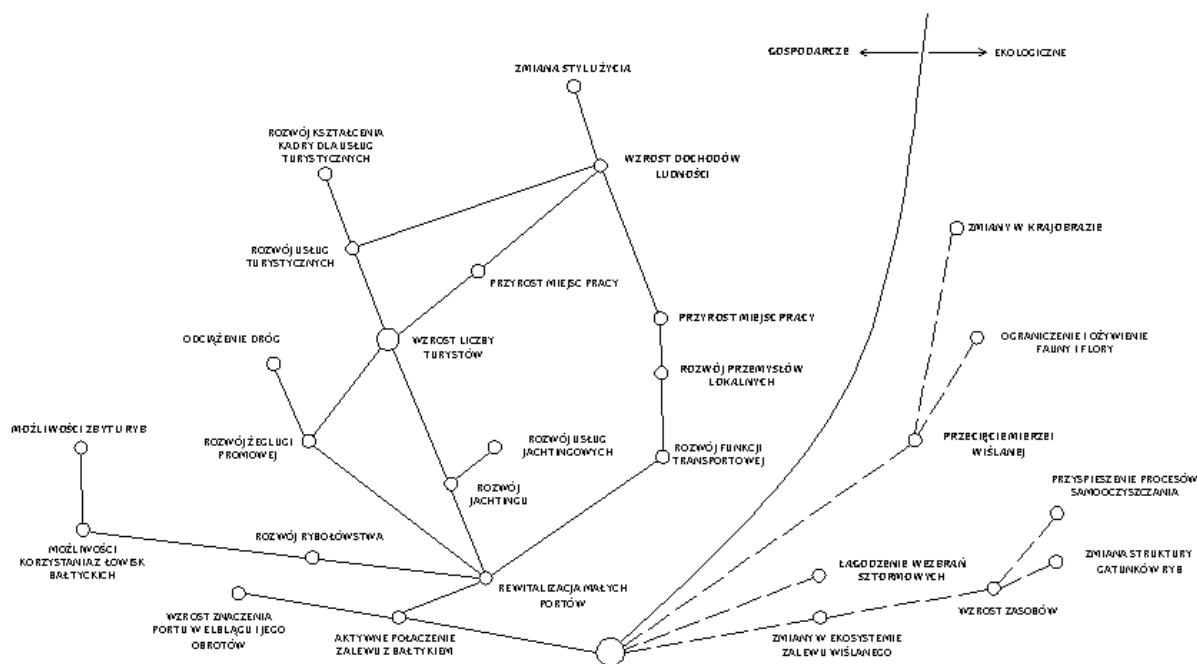 GOSPODARCZE
EKOLOGICZNE
ZMIANA STYLU ŻYCIA
ROZWÓJ KSZTAŁCENIA
KADRY DLA USŁUG
TURYSTYCZNYCH
WZROST DOCHODÓW
LUDNOŚCI
ZMIANY W KRAJOBRAZIE
ROZWÓJ USŁUG
TURYSTYCZNYCH
PRZYROST MIEJSC PRACY
PRZYROST MIEJSC PRACY
ODCIĄŻENIE DRÓG
WZROST LICZBY
TURYSTÓW
OGRANICZENIE I OŻYWIENIE
FAUNY I FLORY
ROZWÓJ PRZEMYSŁÓW
LOKALNYCH
MOŻLIWOŚCI ZBYTU RYB
ROZWÓJ ŻEGLUGI
PROMOWEJ
ROZWÓJ USŁUG
JACHTINGOWYCH
ROZWÓJ FUNKCJI
TRANSPORTOWEJ
PRZECIĘCIE MIERZEI
WIŚLANEJ
ROZWÓJ
JACHTINGU
PRZYSPIESZENIE PROCESÓW
SAMOOCZYSZCZANIA
MOŻLIWOŚCI
KORZYSTANIA Z ŁOWISK
BAŁTYCKICH
ROZWÓJ RYBOŁÓWSTWA
REWITALIZACJA MAŁYCH
PORTÓW
ŁAGODZENIE WEZBRAŃ
SZTORMOWYCH
ZMIANA STRUKTURY
GATUNKÓW RYB
WZROST ZASOBÓW
WZROST ZNACZENIA
PORTU W ELBLĄGU I JEGO
OBROTÓW
AKTYWNE POŁĄCZENIE
ZALEWU Z BAŁTYKIEM
ZMIANY W EKOSYSTEMIE
ZALEWU WIŚLANEGO